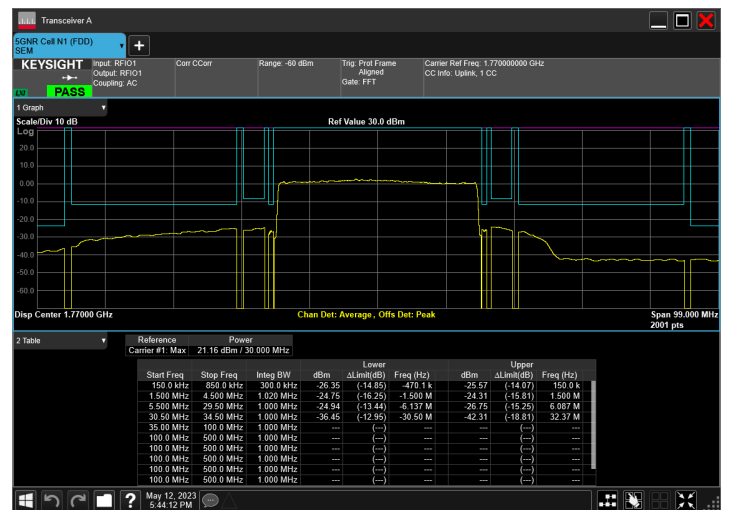 Transceiver A
5GNR Cell N1 (FDD)
SEM
KEYSIGHT
LXI
PASS
Input: RFIO1
Output: RFIO1
Coupling: AC
Corr CCorr
Range: -60 dBm
Trig: Prot Frame
Aligned
Gate: FFT
Carrier Ref Freq: 1.770000000 GHz
CC Info: Uplink, 1 CC
1 Graph
Scale/Div 10 dB
Ref Value 30.0 dBm
Log
20.0
10.0
0.00
-10.0
-20.0
-30.0
-40.0
-50.0
-60.0
Disp Center 1.77000 GHz
Chan Det: Average, Offs Det: Peak
Span 99.000 MHz
2001 pts
2 Table
Reference Power
Carrier #1: Max 21.16 dBm / 30.000 MHz
Lower Upper
Start Freq Stop Freq Integ BW dBm ΔLimit(dB) Freq (Hz) dBm ΔLimit(dB) Freq (Hz)
150.0 kHz 850.0 kHz 300.0 kHz -26.35 (-14.85) -470.1 k -25.57 (-14.07) 150.0 k
1.500 MHz 4.500 MHz 1.020 MHz -24.75 (-16.25) -1.500 M -24.31 (-15.81) 1.500 M
5.500 MHz 29.50 MHz 1.000 MHz -24.94 (-13.44) -6.137 M -26.75 (-15.25) 6.087 M
30.50 MHz 34.50 MHz 1.000 MHz -36.45 (-12.95) -30.50 M -42.31 (-18.81) 32.37 M
35.00 MHz 100.0 MHz 1.000 MHz --- (---) --- --- (---) ---
100.0 MHz 500.0 MHz 1.000 MHz --- (---) --- --- (---) ---
100.0 MHz 500.0 MHz 1.000 MHz --- (---) --- --- (---) ---
100.0 MHz 500.0 MHz 1.000 MHz --- (---) --- --- (---) ---
100.0 MHz 500.0 MHz 1.000 MHz --- (---) --- --- (---) ---
100.0 MHz 500.0 MHz 1.000 MHz --- (---) --- --- (---) ---
May 12, 2023
5:44:12 PM